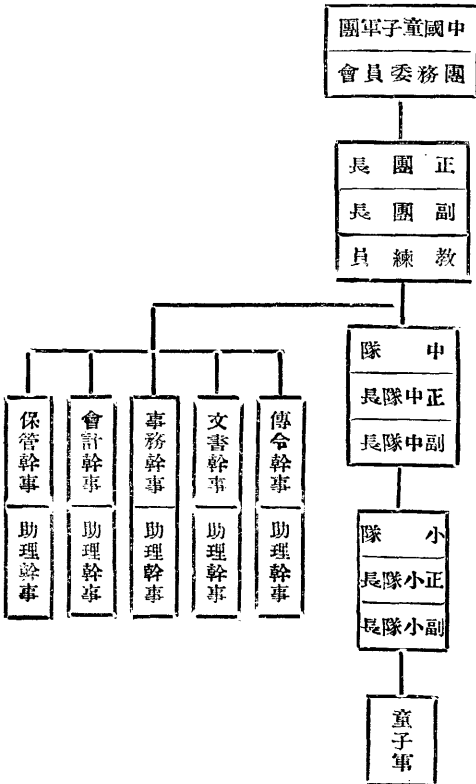 中國童子軍團
團務委員會
正團長
副團長
教練員
中隊
正中隊長
副中隊長
小隊
正小隊長
副小隊長
童子軍
傳令幹事
助理幹事
文書幹事
助理幹事
事務幹事
助理幹事
會計幹事
助理幹事
保管幹事
助理幹事